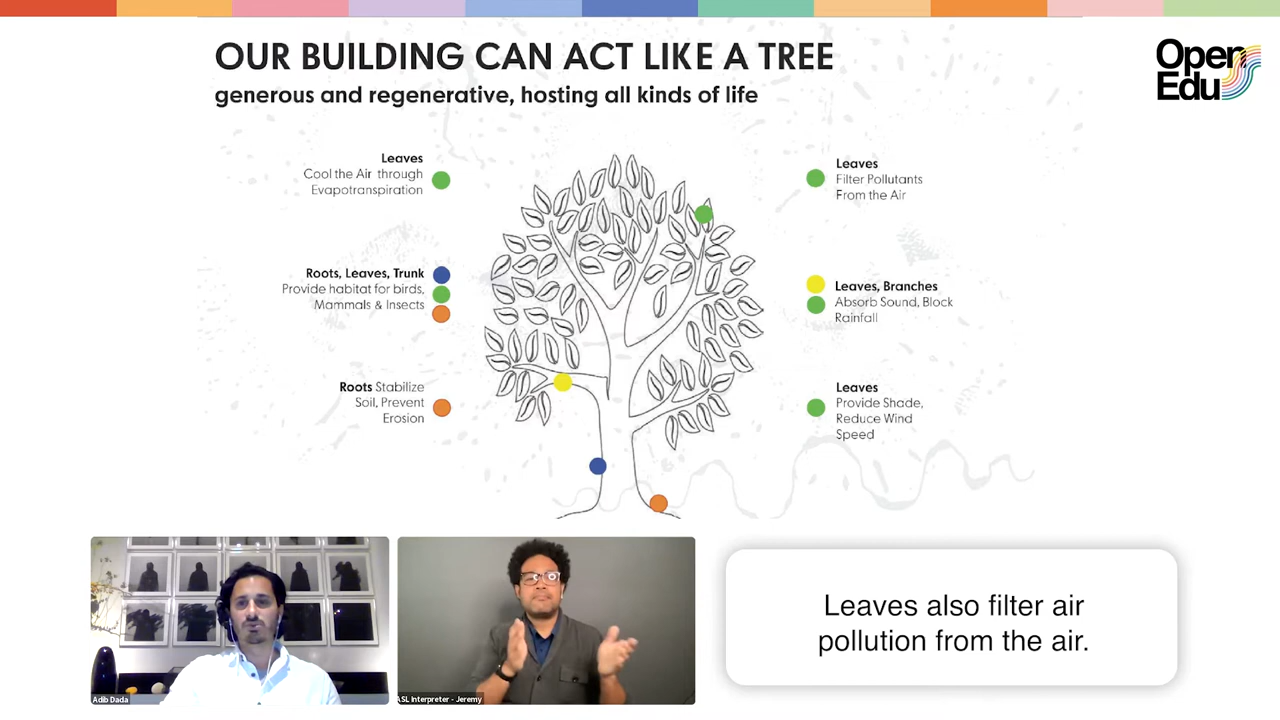 OUR BUILDING CAN ACT LIKE A TREE
generous and regenerative, hosting all kinds of life
Open
Edu
Leaves
Cool the Air through
Evapotranspiration
Roots, Leaves, Trunk
Provide habitat for birds,
Mammals & Insects
Roots Stabilize
Soil, Prevent
Erosion
Leaves
Filter Pollutants
From the Air
Leaves, Branches
Absorb Sound, Block
Rainfall
Leaves
Provide Shade,
Reduce Wind
Speed
Adib Dada
ASL Interpreter - Jeremy
Leaves also filter air
pollution from the air.